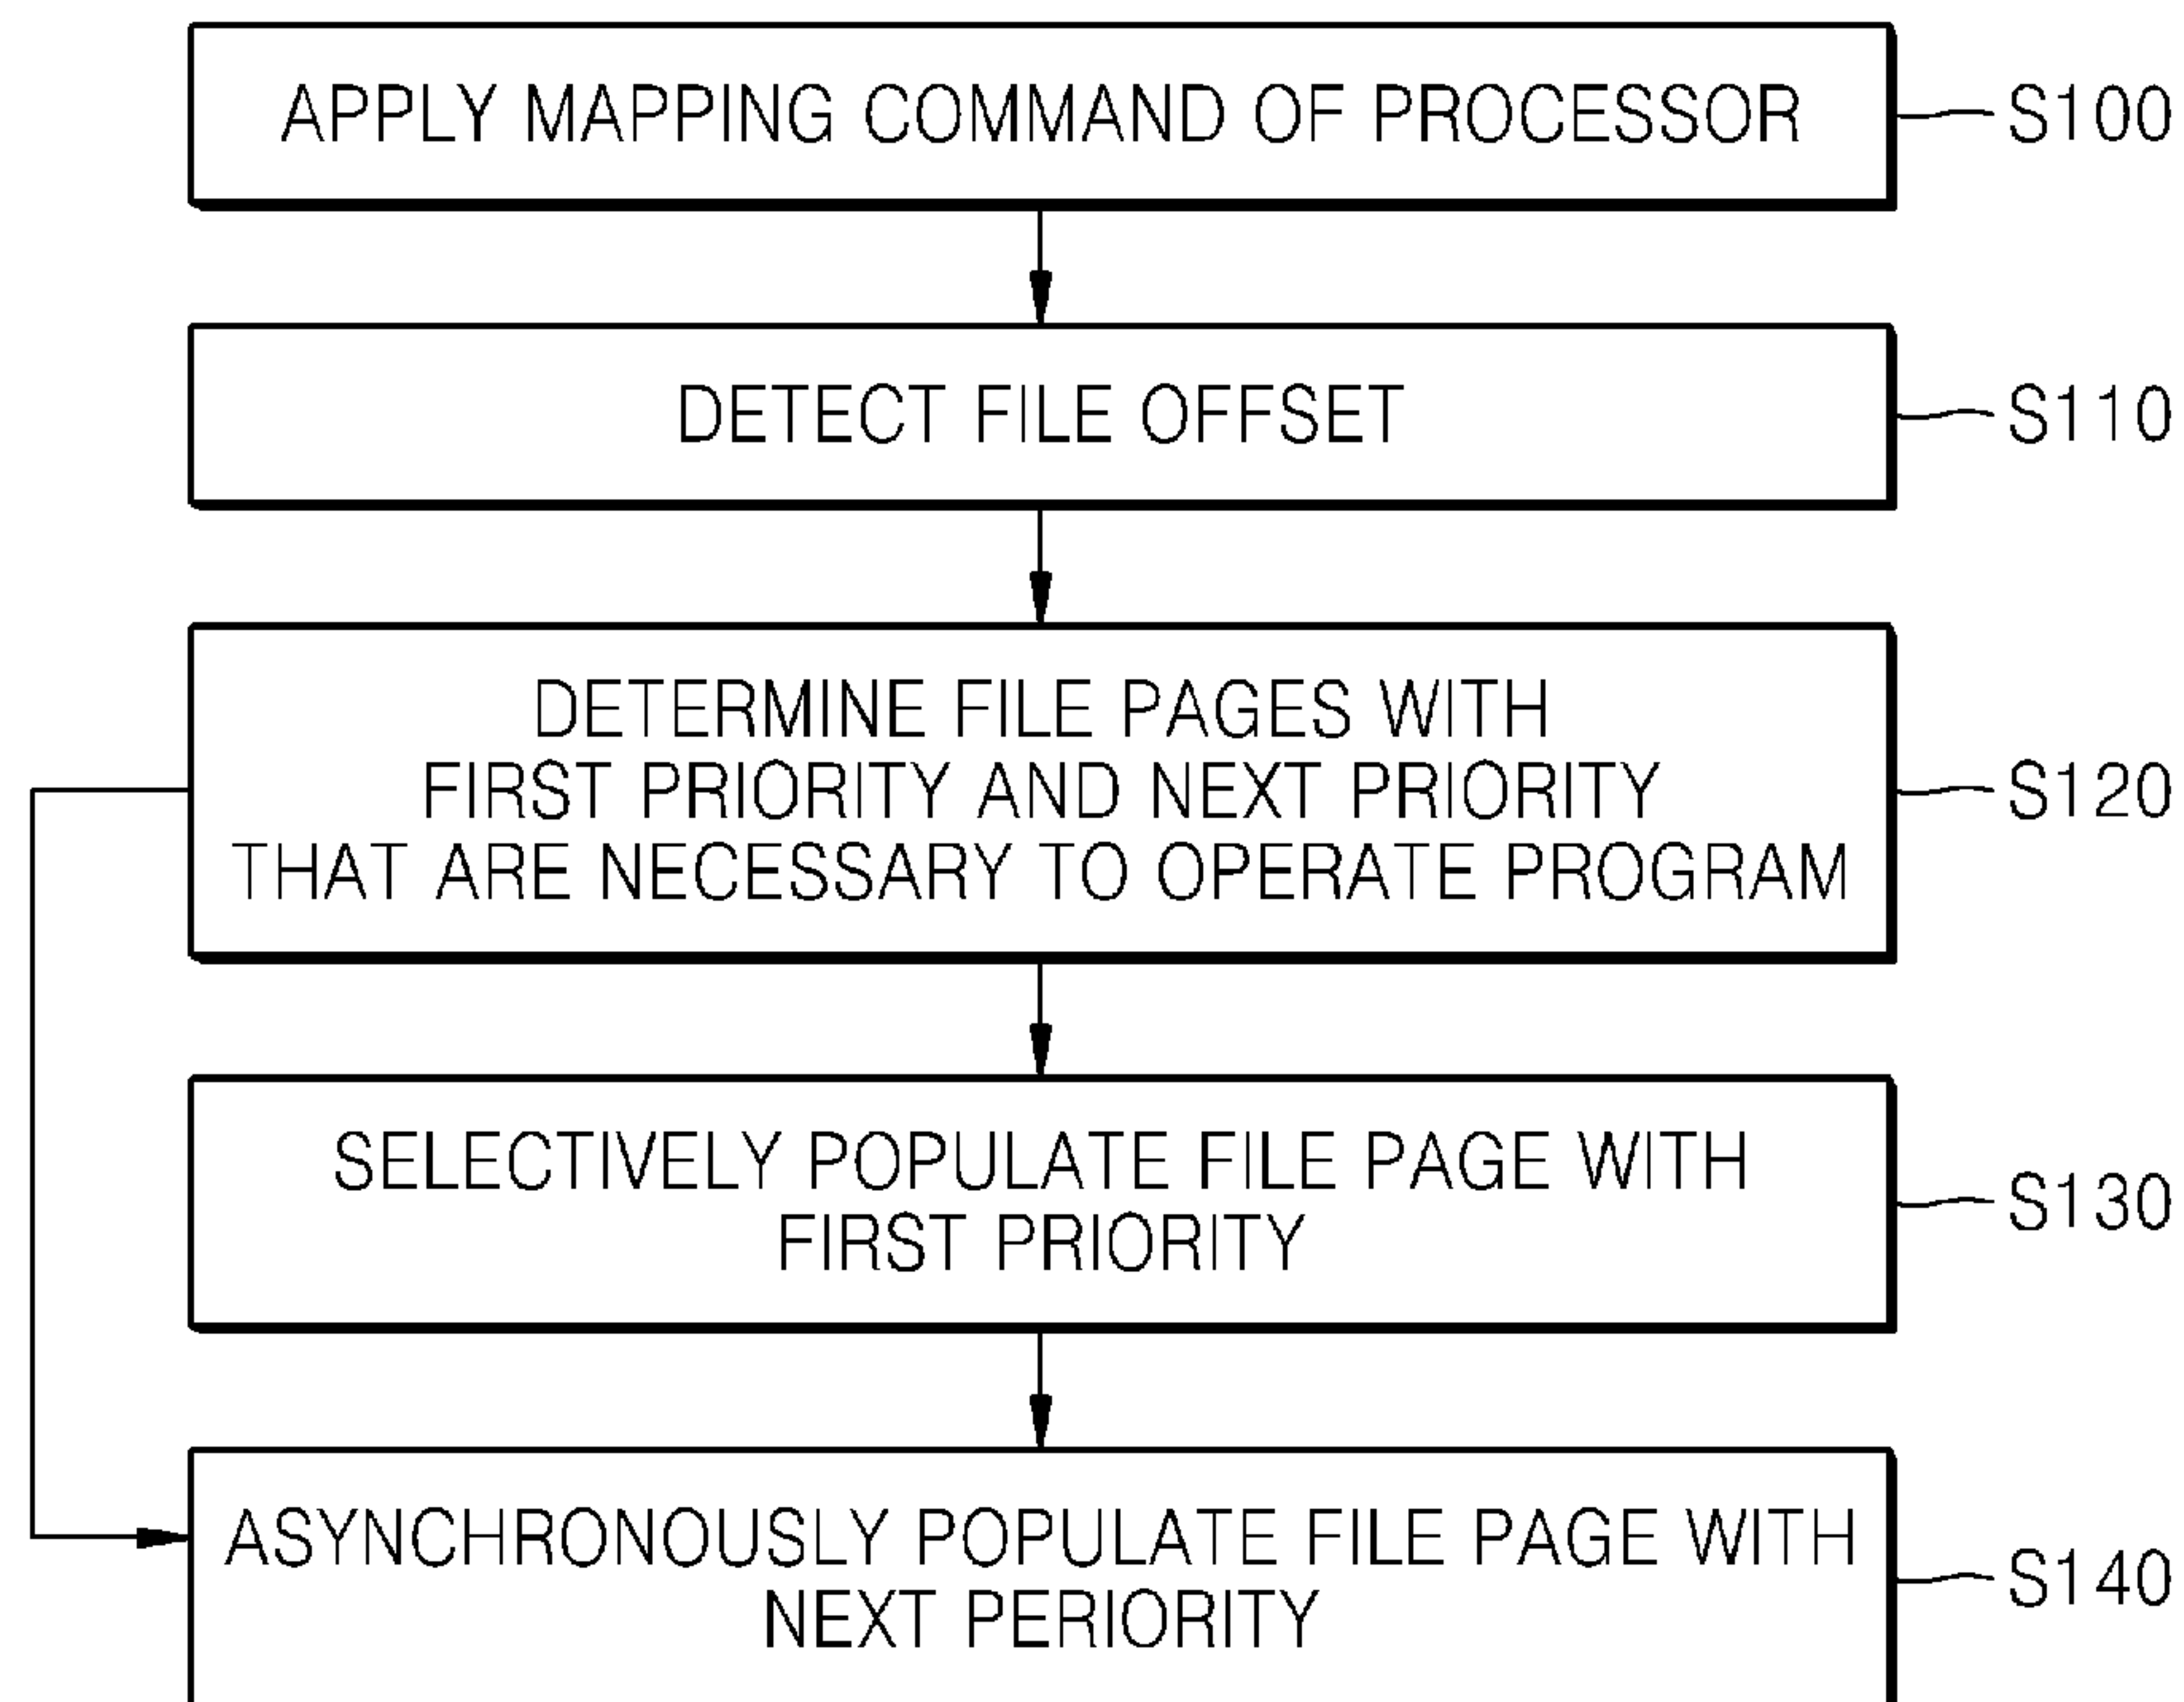 APPLY MAPPING COMMAND OF PROCESSOR
S100
DETECT FILE OFFSET
S110
DETERMINE FILE PAGES WITH
FIRST PRIORITY AND NEXT PRIORITY
THAT ARE NECESSARY TO OPERATE PROGRAM
S120
SELECTIVELY POPULATE FILE PAGE WITH
FIRST PRIORITY
S130
ASYNCHRONOUSLY POPULATE FILE PAGE WITH
NEXT PERIORITY
S140